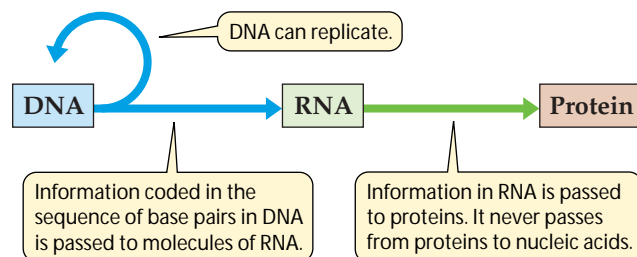 DNA can replicate.
DNA
RNA
Protein
Information coded in the
sequence of base pairs in DNA
is passed to molecules of RNA.
Information in RNA is passed
to proteins. It never passes
from proteins to nucleic acids.